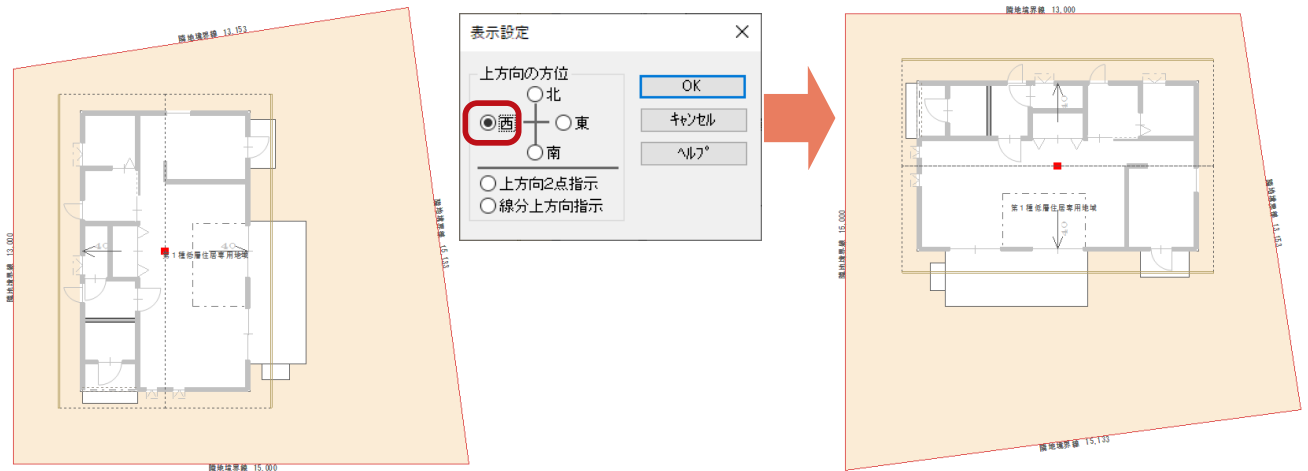 隣地境界線 13,153
隣地境界線 13,000
40
40
第１種低層住居専用地域
隣地境界線 15,133
隣地境界線 15,000
表示設定
上方向の方位
北
西
東
南
上方向2点指示
線分上方向指示
OK
ｷｬﾝｾﾙ
ﾍﾙﾌﾟ
隣地境界線 13,000
40
隣地境界線 15,000
第１種低層住居専用地域
40
隣地境界線 13,153
隣地境界線 15,133